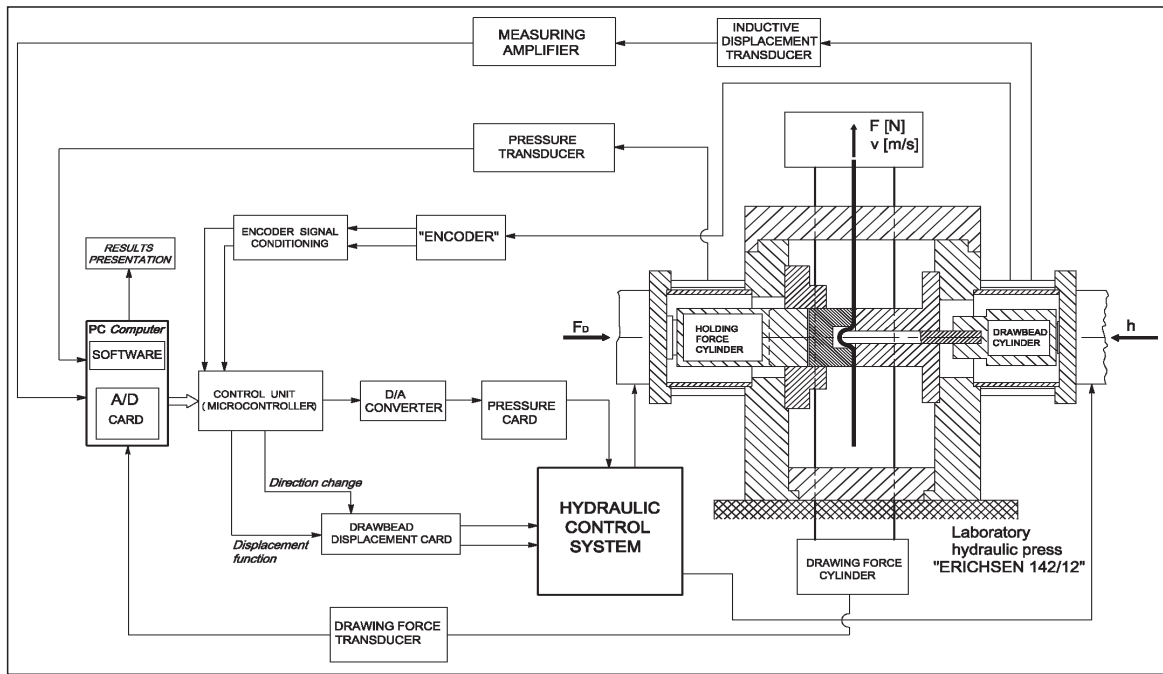 MEASURING
AMPLIFIER
INDUCTIVE
DISPLACEMENT
TRANSDUCER
PRESSURE
TRANSDUCER
F [N]
v [m/s]
ENCODER SIGNAL
CONDITIONING
"ENCODER"
RESULTS
PRESENTATION
PC Computer
SOFTWARE
A/D
CARD
CONTROL UNIT
( MICROCONTROLLER)
D/A
CONVERTER
PRESSURE
CARD
FD
HOLDING
FORCE
CYLINDER
DRAWBEAD
CYLINDER
h
Direction change
Displacement
function
DRAWBEAD
DISPLACEMENT CARD
HYDRAULIC
CONTROL
SYSTEM
Laboratory
hydraulic press
"ERICHSEN 142/12"
DRAWING FORCE
CYLINDER
DRAWING FORCE
TRANSDUCER